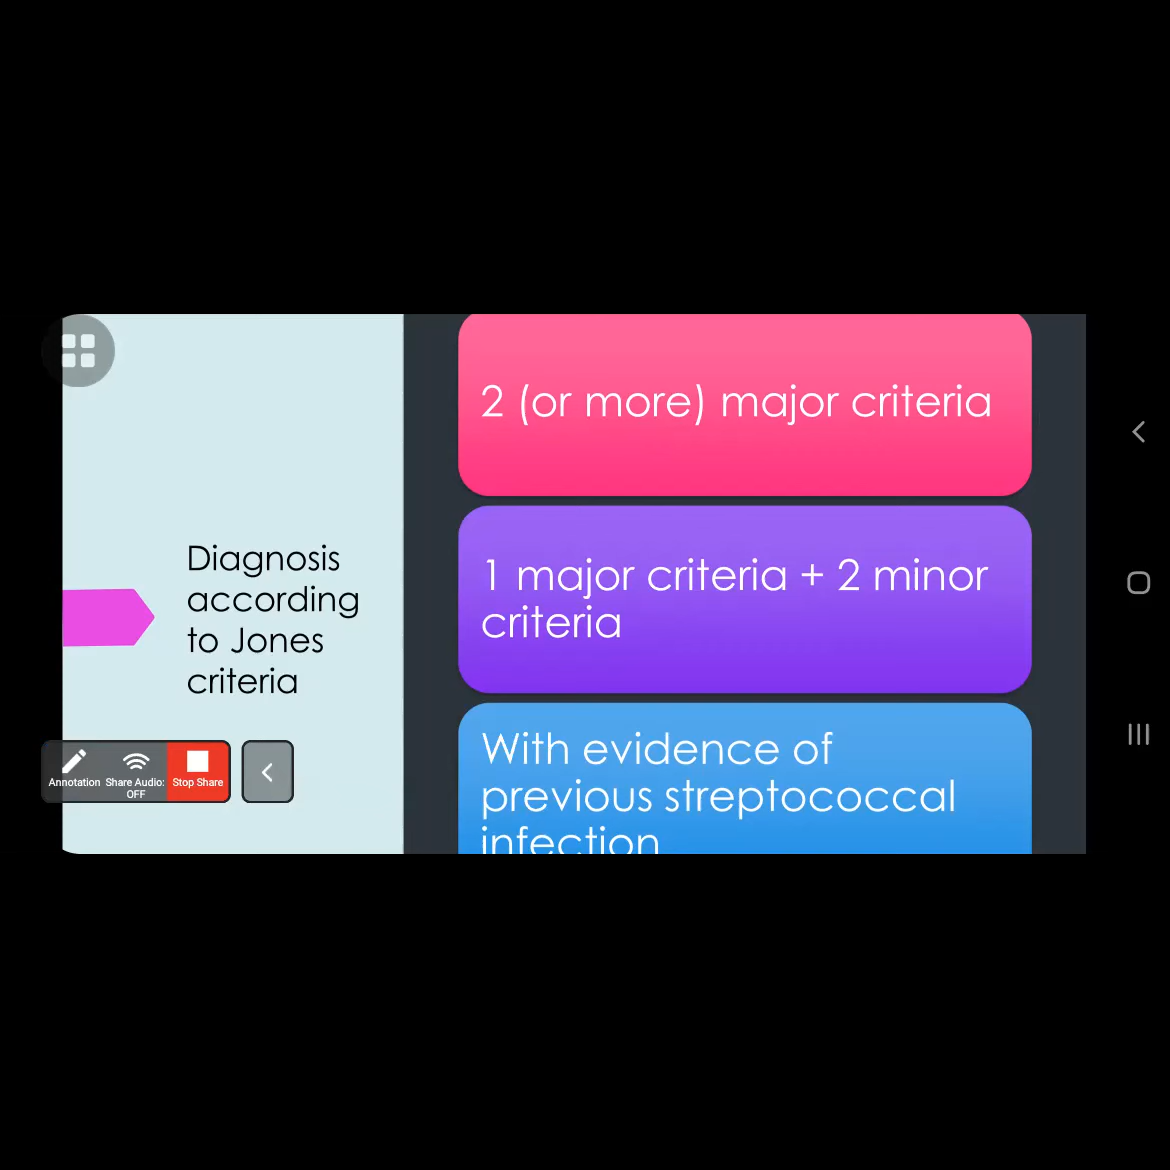 2 (or more) major criteria
1 major criteria + 2 minor
criteria
Diagnosis
according
to Jones
criteria
With evidence of
previous streptococcal
infection
Annotation
Share Audio:
OFF
Stop Share